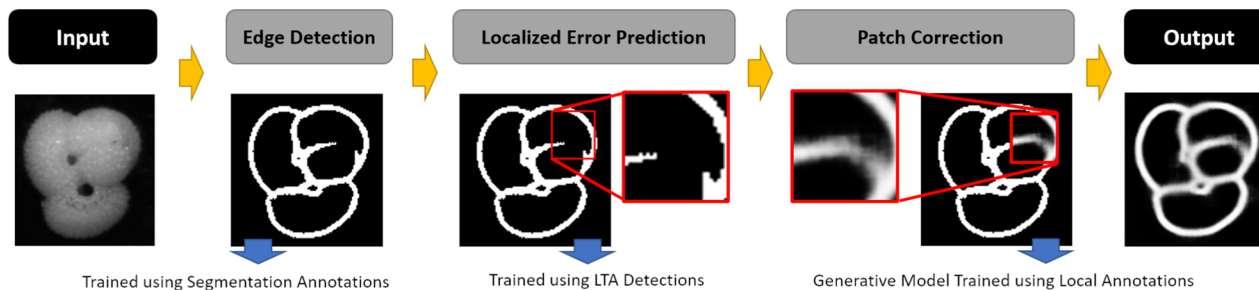 Input
Edge Detection
Localized Error Prediction
Patch Correction
Output
Trained using Segmentation Annotations
Trained using LTA Detections
Generative Model Trained using Local Annotations